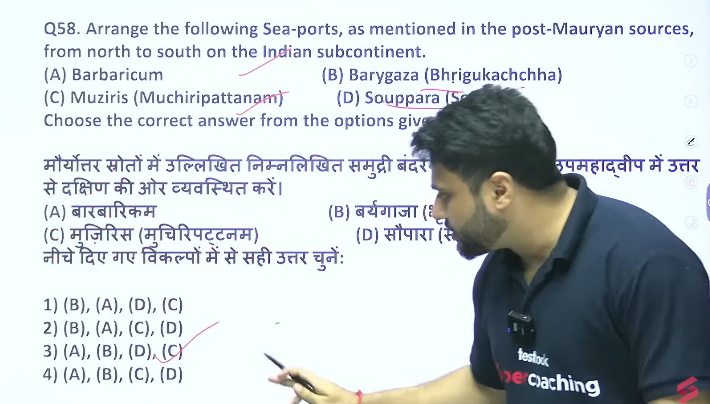 Q58. Arrange the following Sea-ports, as mentioned in the post-Mauryan sources,
from north to south on the Indian subcontinent.
(A) Barbaricum (B) Barygaza (Bhṛigukachchha)
(C) Muziris (Muchiripattanam) (D) Souppara
Choose the correct answer from the options
मौर्योत्तर स्रोतों में उल्लिखित निम्नलिखित समुद्री उपमहाद्वीप में उत्तर
से दक्षिण की ओर व्यवस्थित करें।
(A) बारबारिकम (B) बर्यगाजा
(C) मुज़िरिस (मुचिरिपट्टनम) (D) सौपारा
नीचे दिए गए विकल्पों में से सही उत्तर चुनें:
1) (B), (A), (D), (C)
2) (B), (A), (C), (D)
3) (A), (B), (D), (C)
4) (A), (B), (C), (D)
testbook
coaching